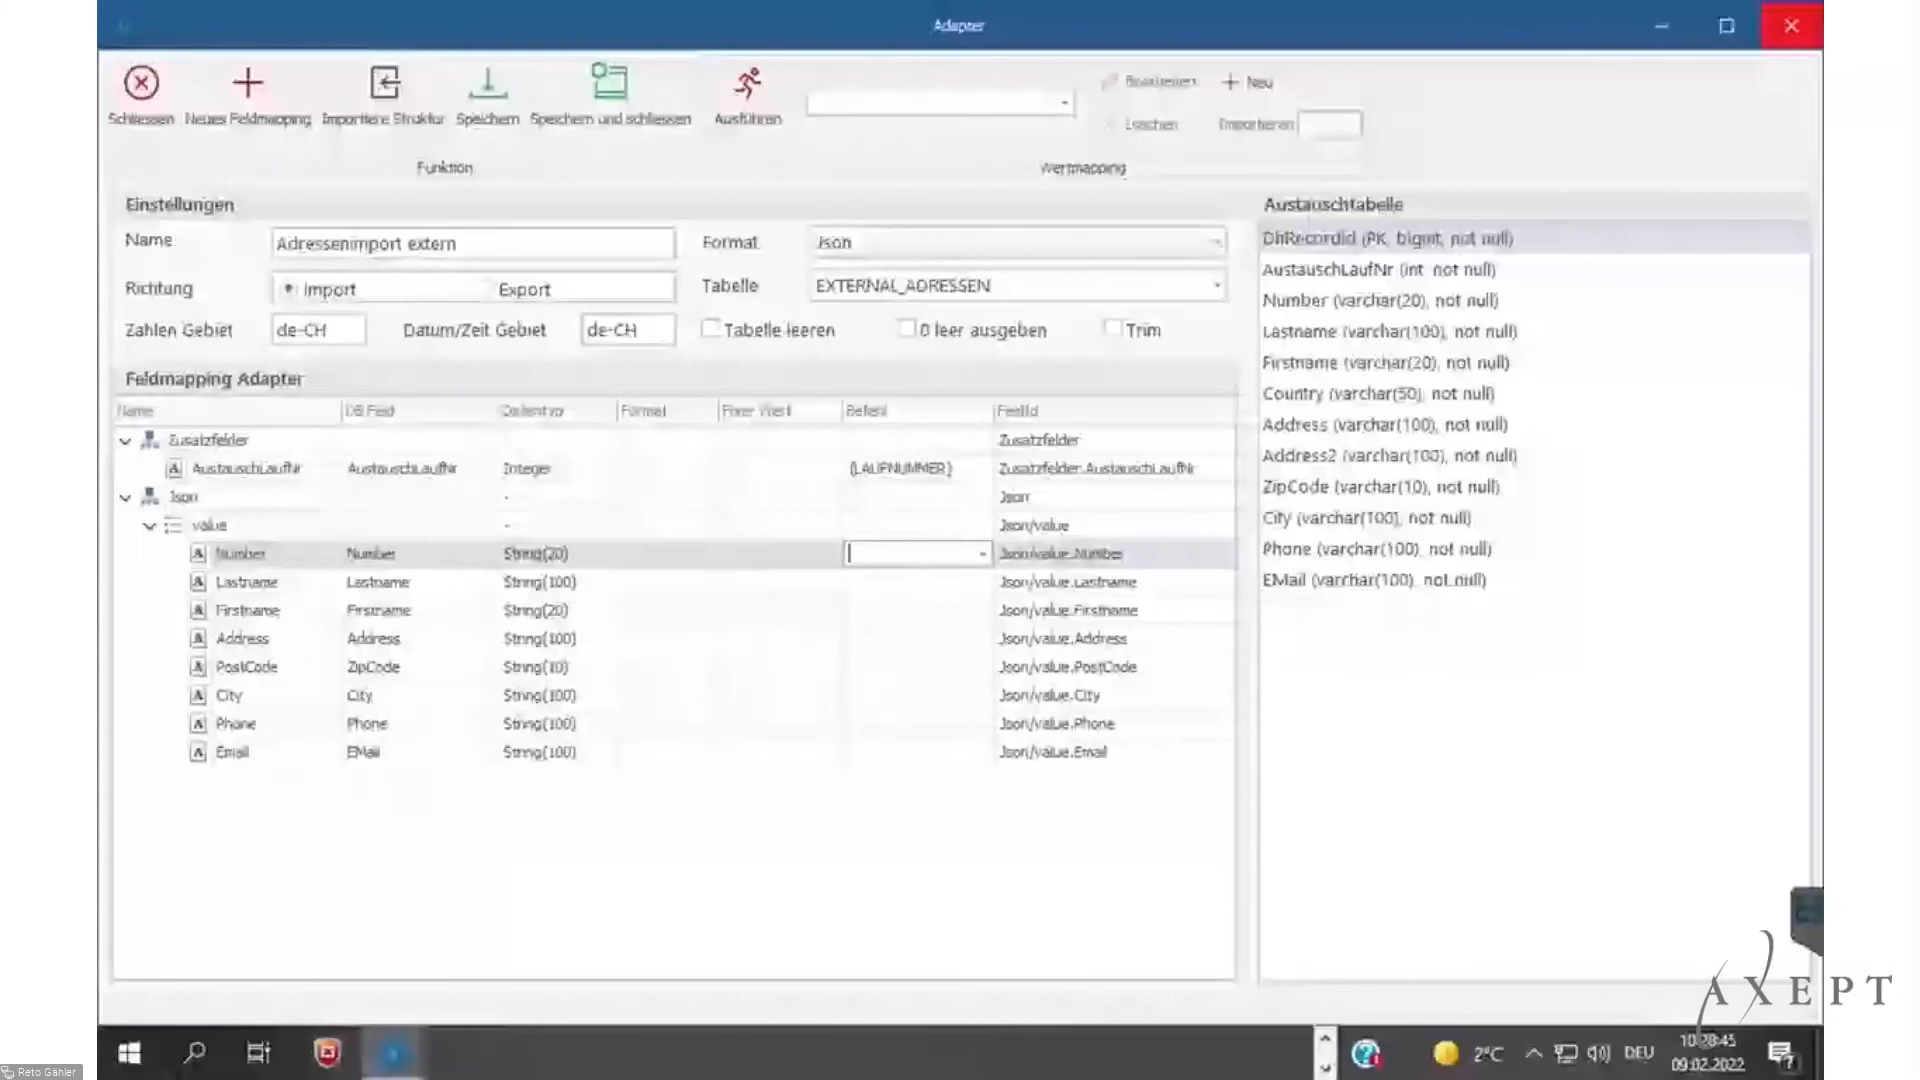 Adapter
Schliessen Neues Feldmapping Importiere Struktur Speichern Speichern und schliessen Ausführen
Bearbeiten Neu
Löschen Importieren
Funktion Wertmapping
Einstellungen
Name Adressenimport extern Format Json
Richtung Import Export Tabelle EXTERNAL_ADRESSEN
Zahlen Gebiet de-CH Datum/Zeit Gebiet de-CH Tabelle leeren 0 leer ausgeben Trim
Feldmapping Adapter
Name DB Field Datentyp Format Fixer Wert Befehl FeldId
Zusatzfelder Zusatzfelder
AustauschLaufNr AustauschLaufNr Integer {LAUFNUMMER} Zusatzfelder.AustauschLaufNr
Json - Json
value - Json/value
Number Number String(20) Json/value.Number
Lastname Lastname String(100) Json/value.Lastname
Firstname Firstname String(20) Json/value.Firstname
Address Address String(100) Json/value.Address
PostCode ZipCode String(10) Json/value.PostCode
City City String(100) Json/value.City
Phone Phone String(100) Json/value.Phone
Email EMail String(100) Json/value.Email
Austauschtabelle
(PK, bigint, not null)
AustauschLaufNr (int, not null)
Number (varchar(20), not null)
Lastname (varchar(100), not null)
Firstname (varchar(20), not null)
Country (varchar(50), not null)
Address (varchar(100), not null)
Address2 (varchar(100), not null)
ZipCode (varchar(10), not null)
City (varchar(100), not null)
Phone (varchar(100), not null)
EMail (varchar(100), not null)
AXEPT
2°C DEU
09.02.2022
Reto Gähler